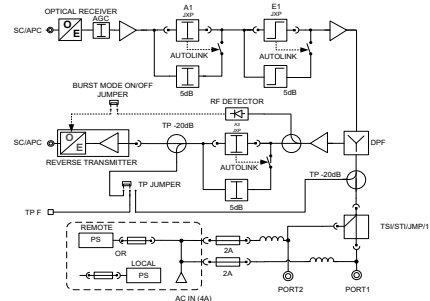 OPTICAL RECEIVER
AGC
A1
JXP
E1
JXP
SC/APC
O
E
AUTOLINK
AUTOLINK
5dB
5dB
BURST MODE ON/OFF
JUMPER
RF DETECTOR
TP -20dB
A2
JXP
SC/APC
O
E
DPF
REVERSE TRANSMITTER
AUTOLINK
TP -20dB
TP JUMPER
5dB
TP F
REMOTE
PS
OR
LOCAL
PS
2A
2A
TSI/STI/JMP/1
PORT2
PORT1
AC IN (4A)